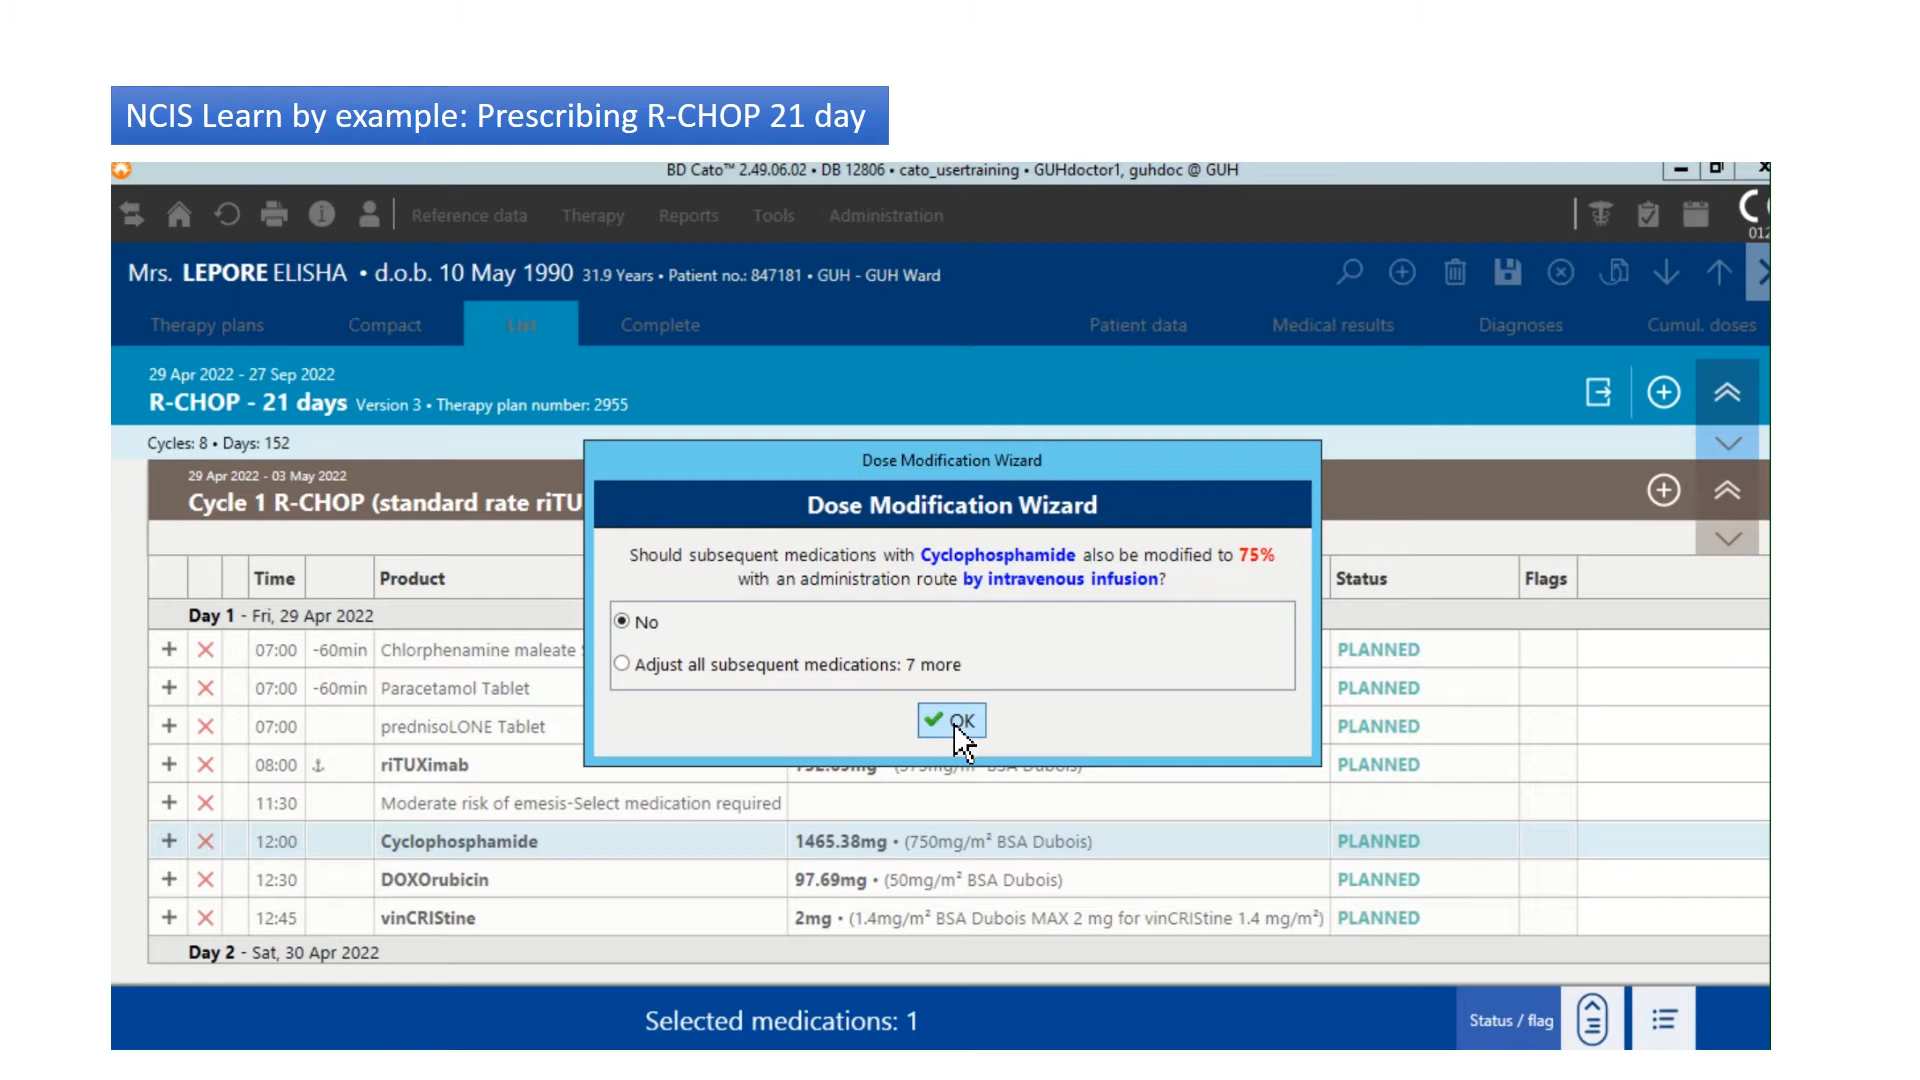 NCIS Learn by example: Prescribing R-CHOP 21 day
BD Cato™ 2.49.06.02 • DB 12806 • cato_usertraining • GUHdoctor1, guhdoc @ GUH
Reference data Therapy Reports Tools Administration
012
Mrs. LEPORE ELISHA • d.o.b. 10 May 1990 31.9 Years • Patient no.: 847181 • GUH - GUH Ward
Therapy plans Compact List Complete Patient data Medical results Diagnoses Cumul. doses
29 Apr 2022 - 27 Sep 2022
R-CHOP - 21 days Version 3 • Therapy plan number: 2955
Cycles: 8 • Days: 152
29 Apr 2022 - 03 May 2022
Cycle 1 R-CHOP (standard rate riTU
Dose Modification Wizard
Dose Modification Wizard
Should subsequent medications with Cyclophosphamide also be modified to 75%
with an administration route by intravenous infusion?
No
Adjust all subsequent medications: 7 more
OK
Time Product Status Flags
Day 1 - Fri, 29 Apr 2022
07:00 -60min Chlorphenamine maleate PLANNED
07:00 -60min Paracetamol Tablet PLANNED
07:00 prednisoLONE Tablet PLANNED
08:00 riTUXimab PLANNED
11:30 Moderate risk of emesis-Select medication required
12:00 Cyclophosphamide 1465.38mg • (750mg/m² BSA Dubois) PLANNED
12:30 DOXOrubicin 97.69mg • (50mg/m² BSA Dubois) PLANNED
12:45 vinCRIStine 2mg • (1.4mg/m² BSA Dubois MAX 2 mg for vinCRIStine 1.4 mg/m²) PLANNED
Day 2 - Sat, 30 Apr 2022
Selected medications: 1
Status / flag